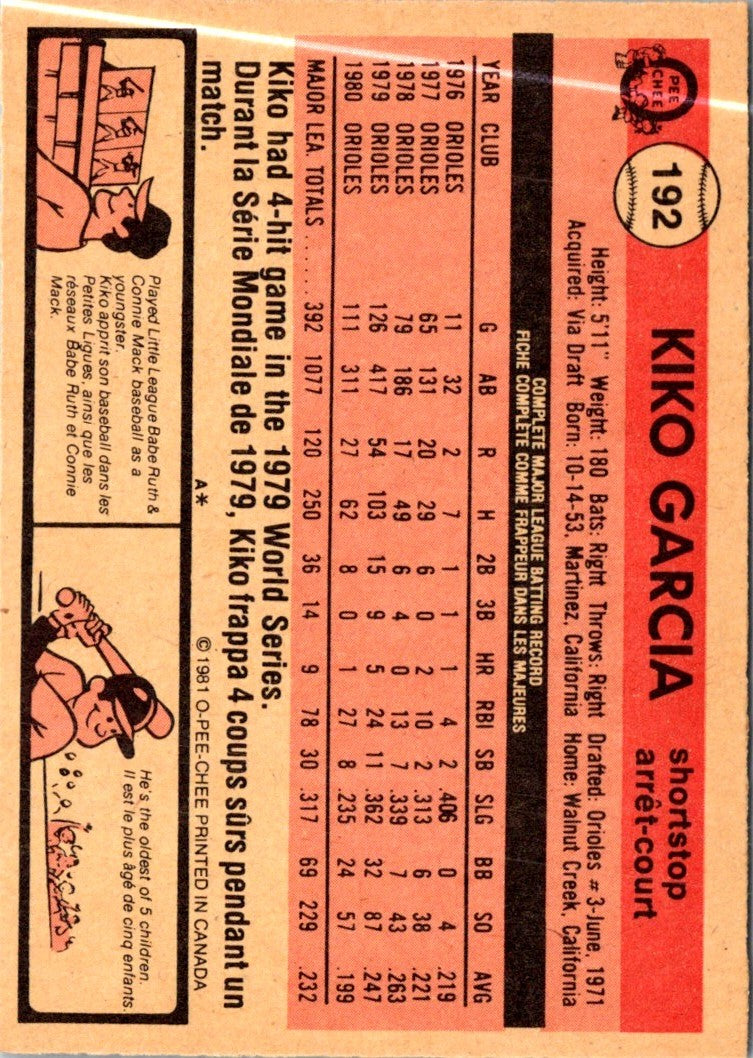 O
PEE
CHEE
192
KIKO GARCIA
shortstop
arrêt-court
Height: 5'11" Weight: 180 Bats: Right Throws: Right Drafted: Orioles # 3-June, 1971
Acquired: Via Draft Born: 10-14-53, Martinez, California Home: Walnut Creek, California
COMPLETE MAJOR LEAGUE BATTING RECORD
FICHE COMPLÈTE COMME FRAPPEUR DANS LES MAJEURES
YEAR CLUB G AB R H 2B 3B HR RBI SB SLG BB SO AVG
1976 ORIOLES 11 32 2 7 1 1 1 4 2 .406 0 4 .219
1977 ORIOLES 65 131 20 29 6 0 2 10 2 .313 6 38 .221
1978 ORIOLES 79 186 17 49 6 4 0 13 7 .339 7 43 .263
1979 ORIOLES 126 417 54 103 15 9 5 24 11 .362 32 87 .247
1980 ORIOLES 111 311 27 62 8 0 1 27 8 .235 24 57 .199
MAJOR LEA. TOTALS ...... 392 1077 120 250 36 14 9 78 30 .317 69 229 .232
Kiko had 4-hit game in the 1979 World Series.
Durant la Série Mondiale de 1979, Kiko frappa 4 coups sûrs pendant un
match.
A* © 1981 O-PEE-CHEE PRINTED IN CANADA
Played Little League Babe Ruth &
Connie Mack baseball as a
youngster.
Kiko apprit son baseball dans les
Petites Ligues, ainsi que les
réseaux Babe Ruth et Connie
Mack.
He's the oldest of 5 children.
Il est le plus âgé de cinq enfants.